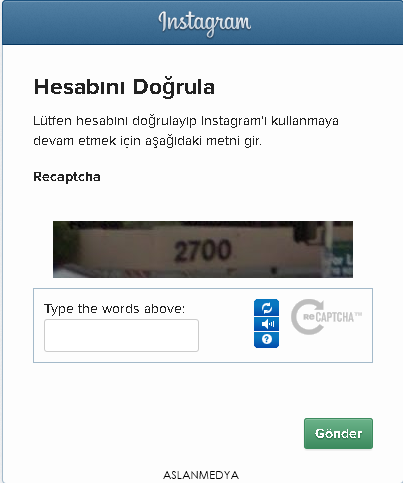 Instagram
Hesabını Doğrula
Lütfen hesabını doğrulayıp Instagram'ı kullanmaya
devam etmek için aşağıdaki metni gir.
Recaptcha
2700
Type the words above:
reCAPTCHA™
Gönder
ASLANMEDYA